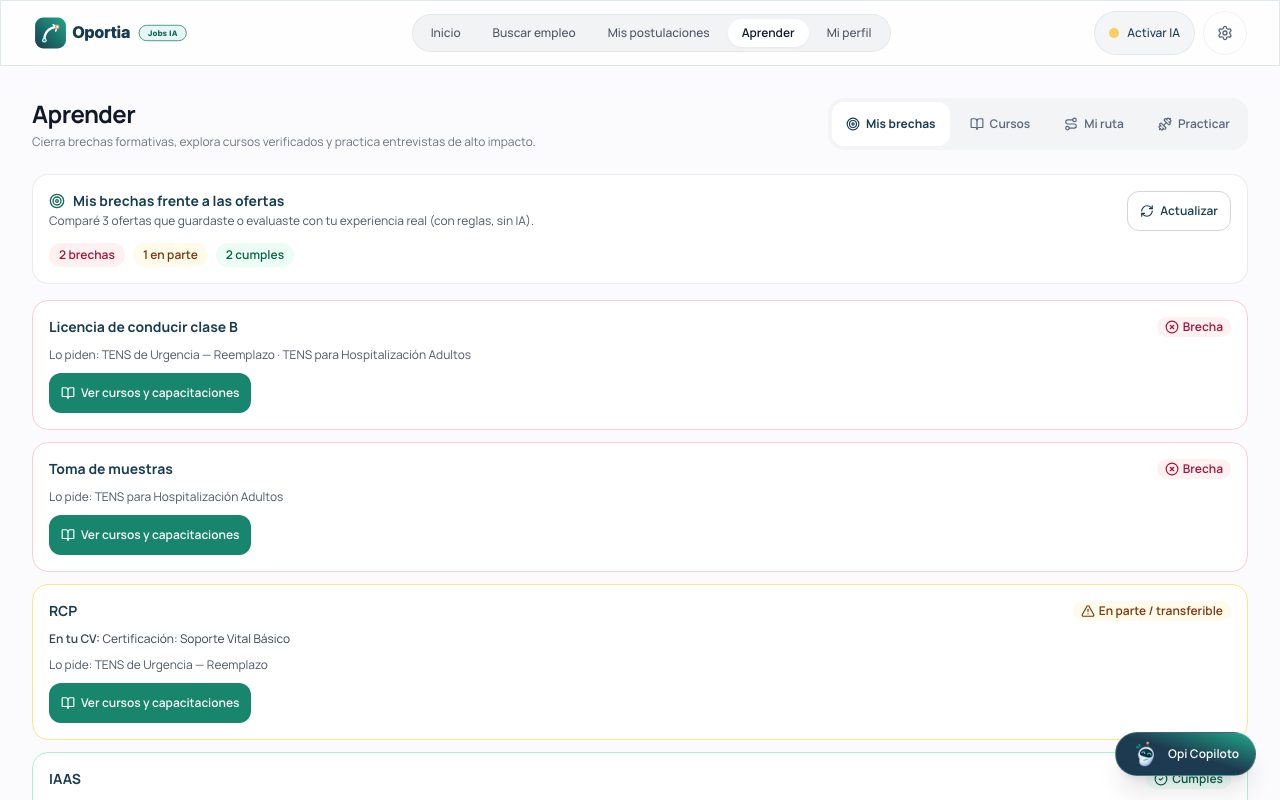 Oportia
Jobs IA
Inicio
Buscar empleo
Mis postulaciones
Aprender
Mi perfil
Activar IA
Aprender
Cierra brechas formativas, explora cursos verificados y practica entrevistas de alto impacto.
Mis brechas
Cursos
Mi ruta
Practicar
Mis brechas frente a las ofertas
Comparé 3 ofertas que guardaste o evaluaste con tu experiencia real (con reglas, sin IA).
Actualizar
2 brechas
1 en parte
2 cumples
Licencia de conducir clase B
Brecha
Lo piden: TENS de Urgencia — Reemplazo · TENS para Hospitalización Adultos
Ver cursos y capacitaciones
Toma de muestras
Brecha
Lo pide: TENS para Hospitalización Adultos
Ver cursos y capacitaciones
RCP
En parte / transferible
En tu CV: Certificación: Soporte Vital Básico
Lo pide: TENS de Urgencia — Reemplazo
Ver cursos y capacitaciones
Opi Copiloto
IAAS
Cumples